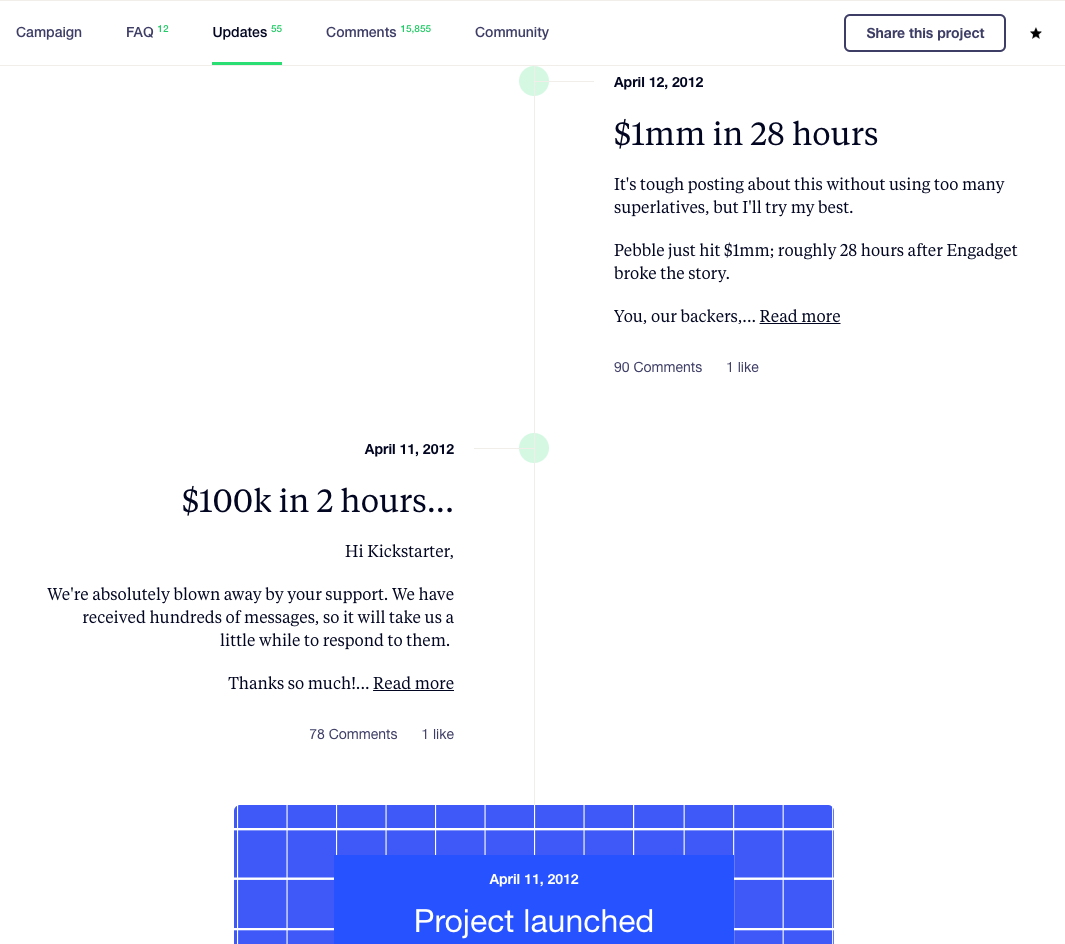 Campaign FAQ 12 Updates 55 Comments 15,855 Community Share this project
April 12, 2012
$1mm in 28 hours
It's tough posting about this without using too many
superlatives, but I'll try my best.
Pebble just hit $1mm; roughly 28 hours after Engadget
broke the story.
You, our backers,... Read more
90 Comments 1 like
April 11, 2012
$100k in 2 hours...
Hi Kickstarter,
We're absolutely blown away by your support. We have
received hundreds of messages, so it will take us a
little while to respond to them.
Thanks so much!... Read more
78 Comments 1 like
April 11, 2012
Project launched